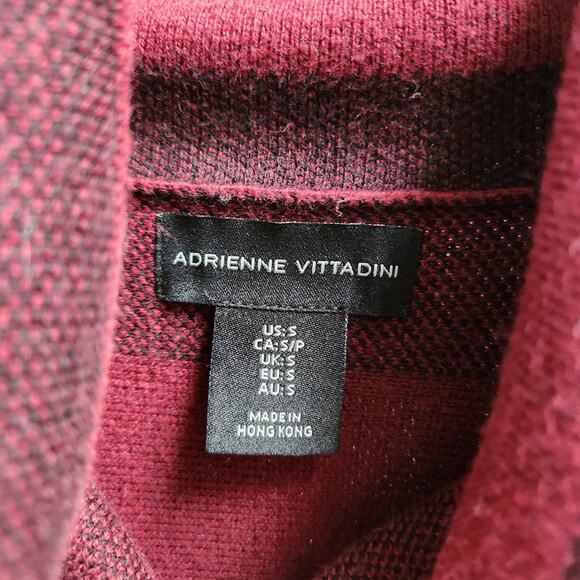 ADRIENNE VITTADINI
US: S
CA: S/P
UK: S
EU: S
AU: S
MADE IN
HONG KONG